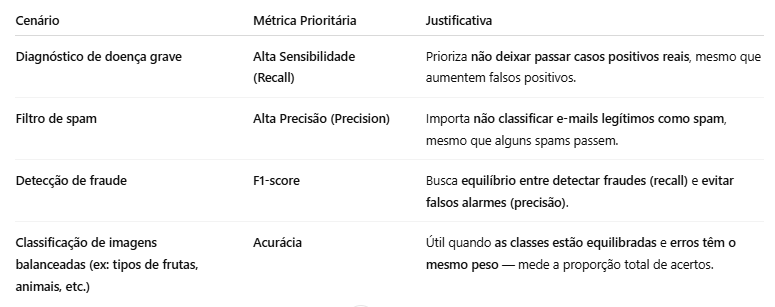 Cenário Métrica Prioritária Justificativa
Diagnóstico de doença grave Alta Sensibilidade (Recall) Prioriza não deixar passar casos positivos reais, mesmo que
aumentem falsos positivos.
Filtro de spam Alta Precisão (Precision) Importa não classificar e-mails legítimos como spam,
mesmo que alguns spams passem.
Detecção de fraude F1-score Busca equilíbrio entre detectar fraudes (recall) e evitar
falsos alarmes (precisão).
Classificação de imagens Acurácia Útil quando as classes estão equilibradas e erros têm o
balanceadas (ex: tipos de frutas, mesmo peso — mede a proporção total de acertos.
animais, etc.)